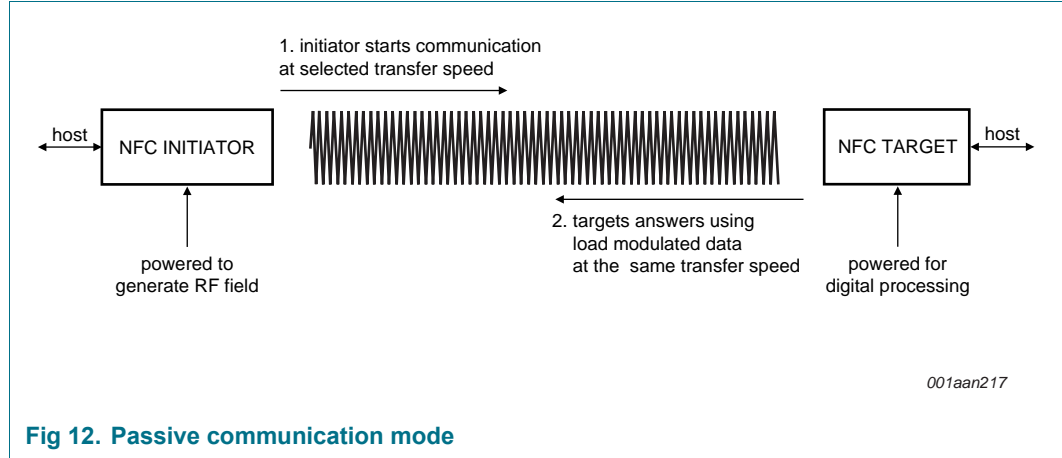 1. initiator starts communication
at selected transfer speed
host
NFC INITIATOR
NFC TARGET
host
2. targets answers using
load modulated data
at the same transfer speed
powered to
generate RF field
powered for
digital processing
001aan217
Fig 12. Passive communication mode